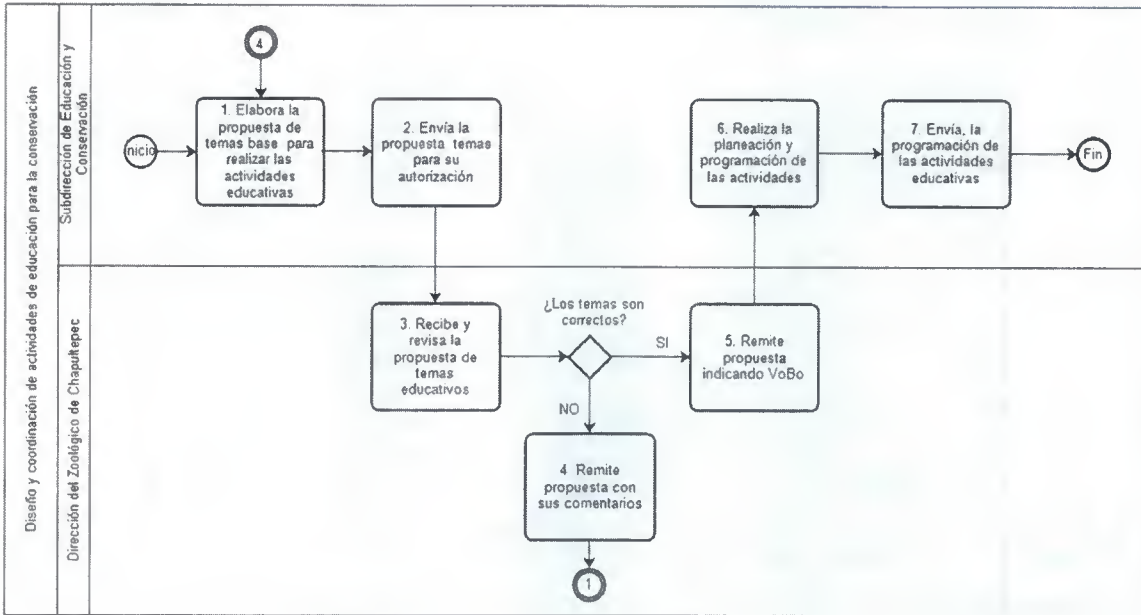 Diseño y coordinación de actividades de educación para la conservación
Subdirección de Educación y
Conservación
4
Inicio
1. Elabora la
propuesta de
temas base para
realizar las
actividades
educativas
2. Envía la
propuesta temas
para su
autorización
6. Realiza la
planeación y
programación de
las actividades
7. Envía, la
programación de
las actividades
educativas
Fin
Dirección del Zoológico de Chapultepec
3. Recibe y
revisa la
propuesta de
temas
educativos
¿Los temas son
correctos?
SI
NO
5. Remite
propuesta
indicando VoBo
4 Remite
propuesta con
sus comentarios
1